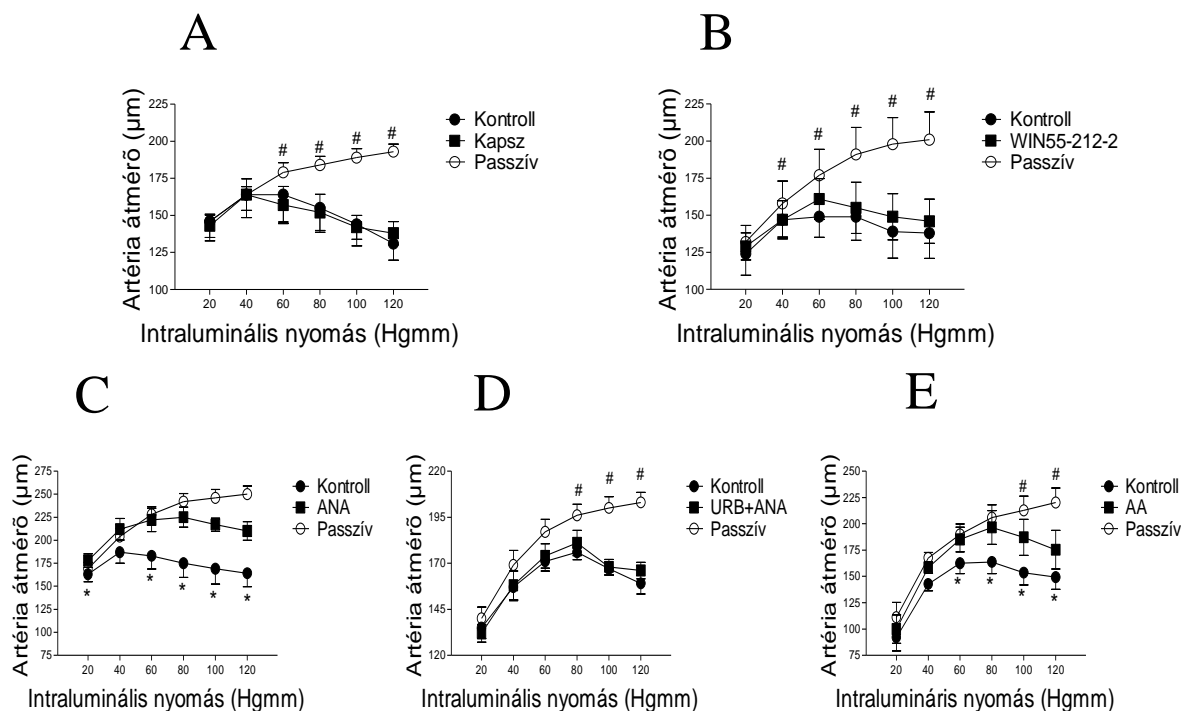 A
Artéria átmérő (µm)
225
200
175
150
125
100
# # # #
Kontroll
Kapsz
Passzív
20 40 60 80 100 120
Intraluminális nyomás (Hgmm)
B
Artéria átmérő (µm)
225
200
175
150
125
100
# # # # #
Kontroll
WIN55-212-2
Passzív
20 40 60 80 100 120
Intraluminális nyomás (Hgmm)
C
Artéria átmérő (µm)
275
250
225
200
175
150
125
100
75
* * * * *
Kontroll
ANA
Passzív
20 40 60 80 100 120
Intraluminális nyomás (Hgmm)
D
Artéria átmérő (µm)
220
195
170
145
120
# # #
Kontroll
URB+ANA
Passzív
20 40 60 80 100 120
Intraluminális nyomás (Hgmm)
E
Artéria átmérő (µm)
250
225
200
175
150
125
100
75
# #
* * * *
Kontroll
AA
Passzív
20 40 60 80 100 120
Intralumináris nyomás (Hgmm)